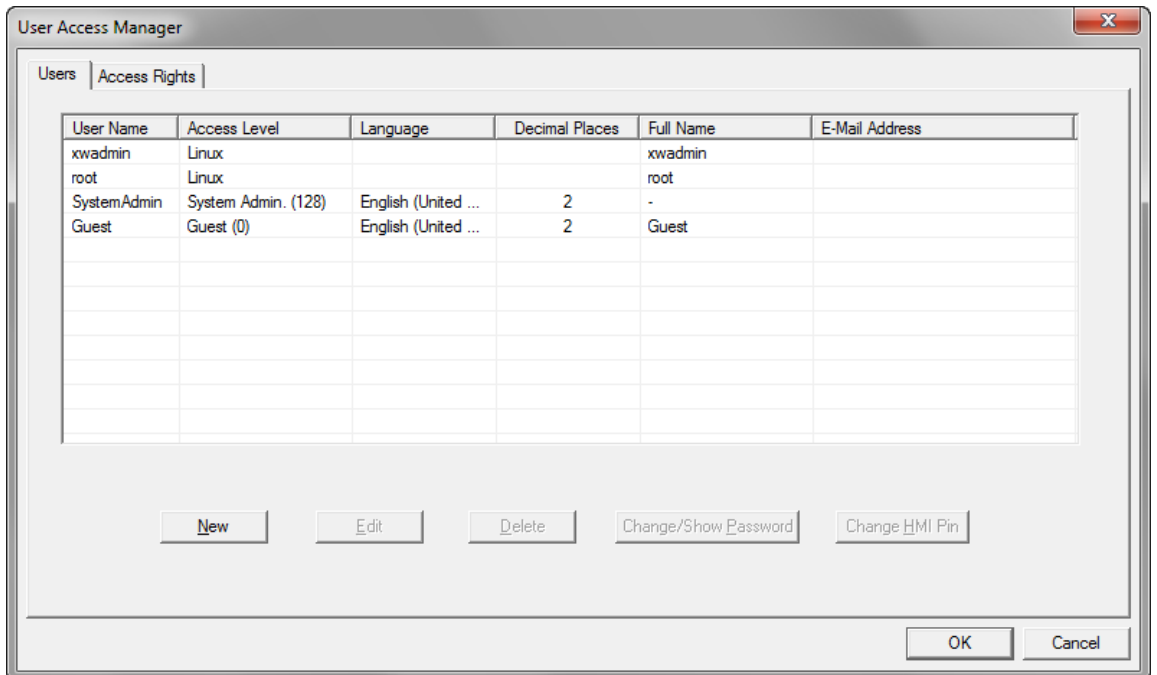 User Access Manager
Users Access Rights
User Name Access Level Language Decimal Places Full Name E-Mail Address
xwadmin Linux xwadmin
root Linux root
SystemAdmin System Admin. (128) English (United ... 2 -
Guest Guest (0) English (United ... 2 Guest
New Edit Delete Change/Show Password Change HMI Pin
OK Cancel